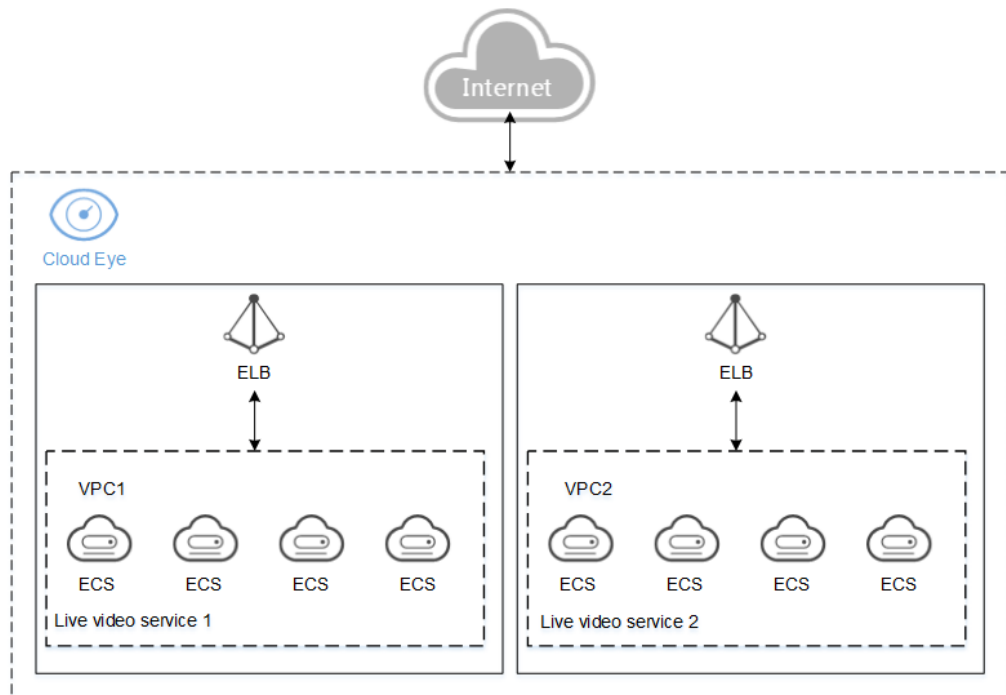 Internet
Cloud Eye
ELB
ELB
VPC1
VPC2
ECS
ECS
ECS
ECS
ECS
ECS
ECS
ECS
Live video service 1
Live video service 2